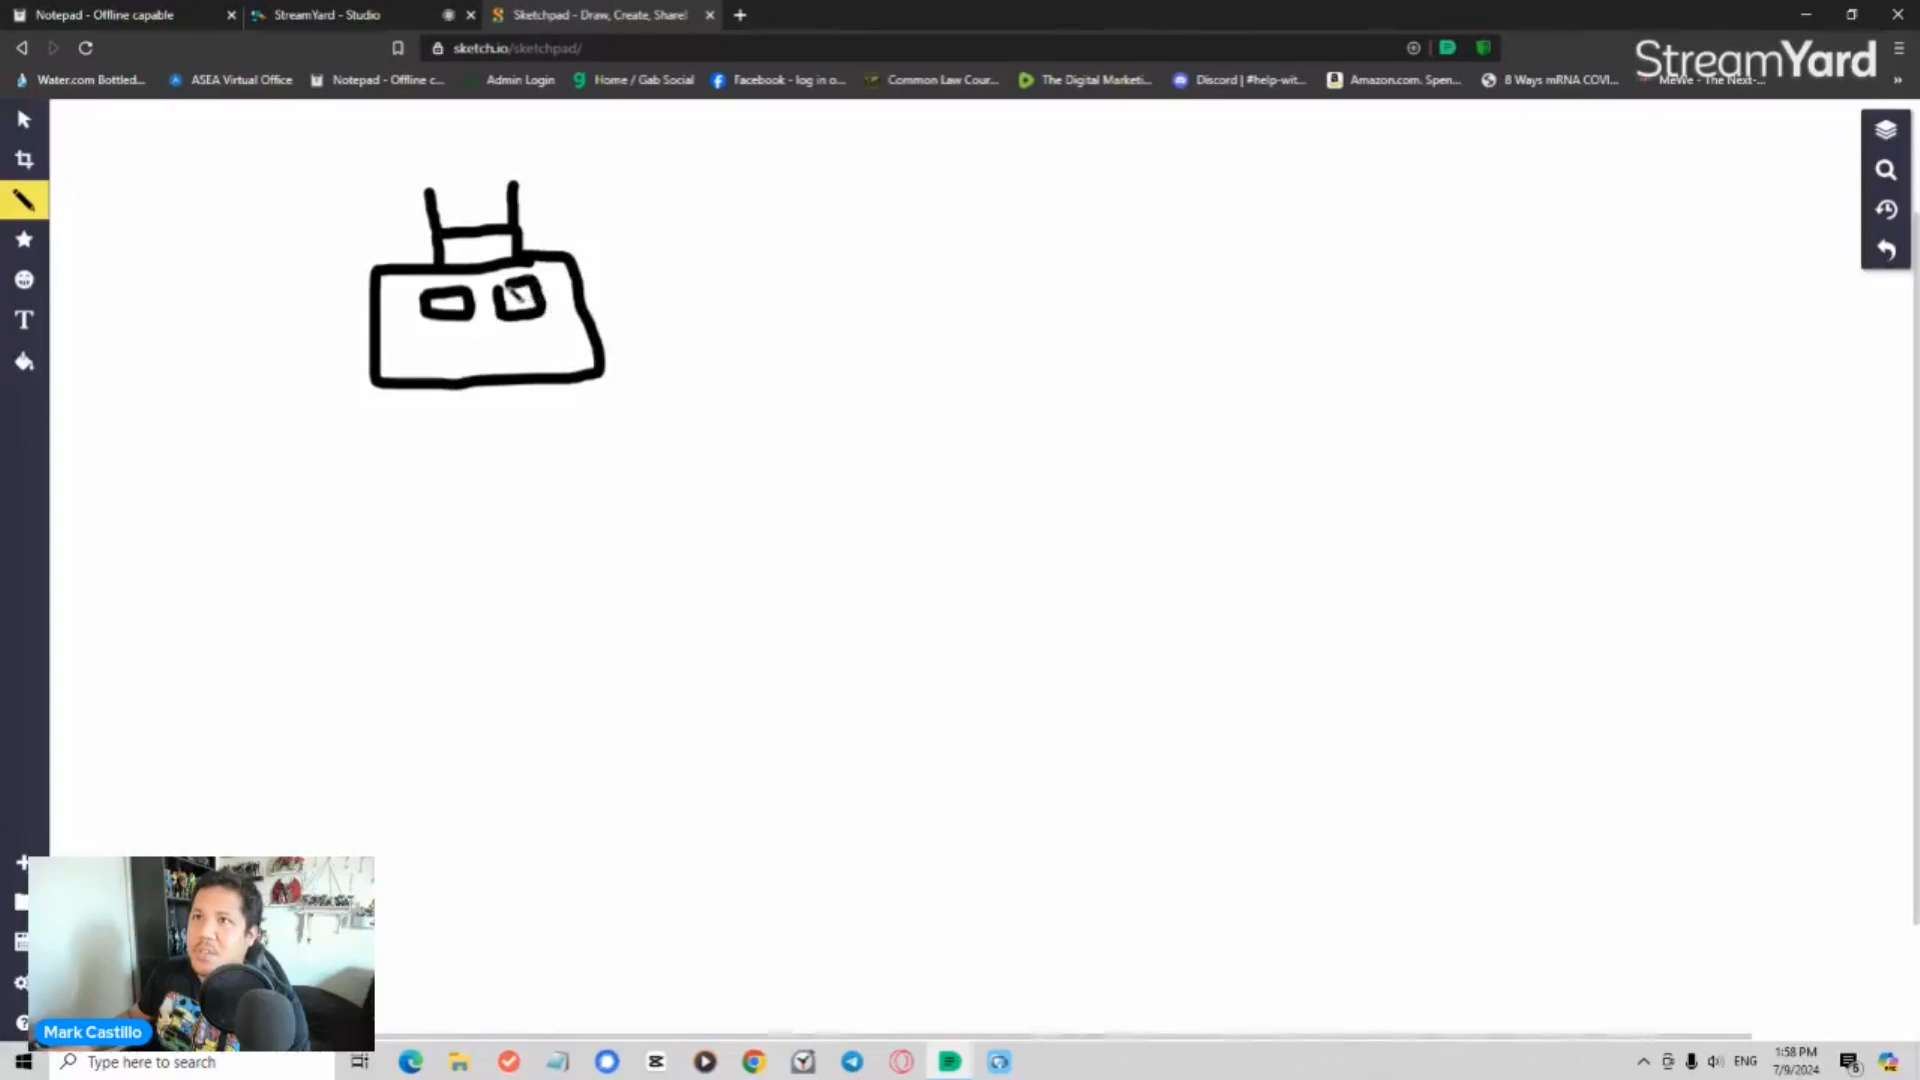 Notepad - Offline capable
StreamYard - Studio
Sketchpad - Draw, Create, Share!
sketch.io/sketchpad/
StreamYard
Water.com Bottled...
ASEA Virtual Office
Notepad - Offline c...
Admin Login
Home / Gab Social
Facebook - log in o...
Common Law Cour...
The Digital Marketi...
Discord | #help-wit...
Amazon.com. Spen...
8 Ways mRNA COVI...
MeWe - The Next-...
T
Mark Castillo
Type here to search
ENG
1:58 PM
7/9/2024